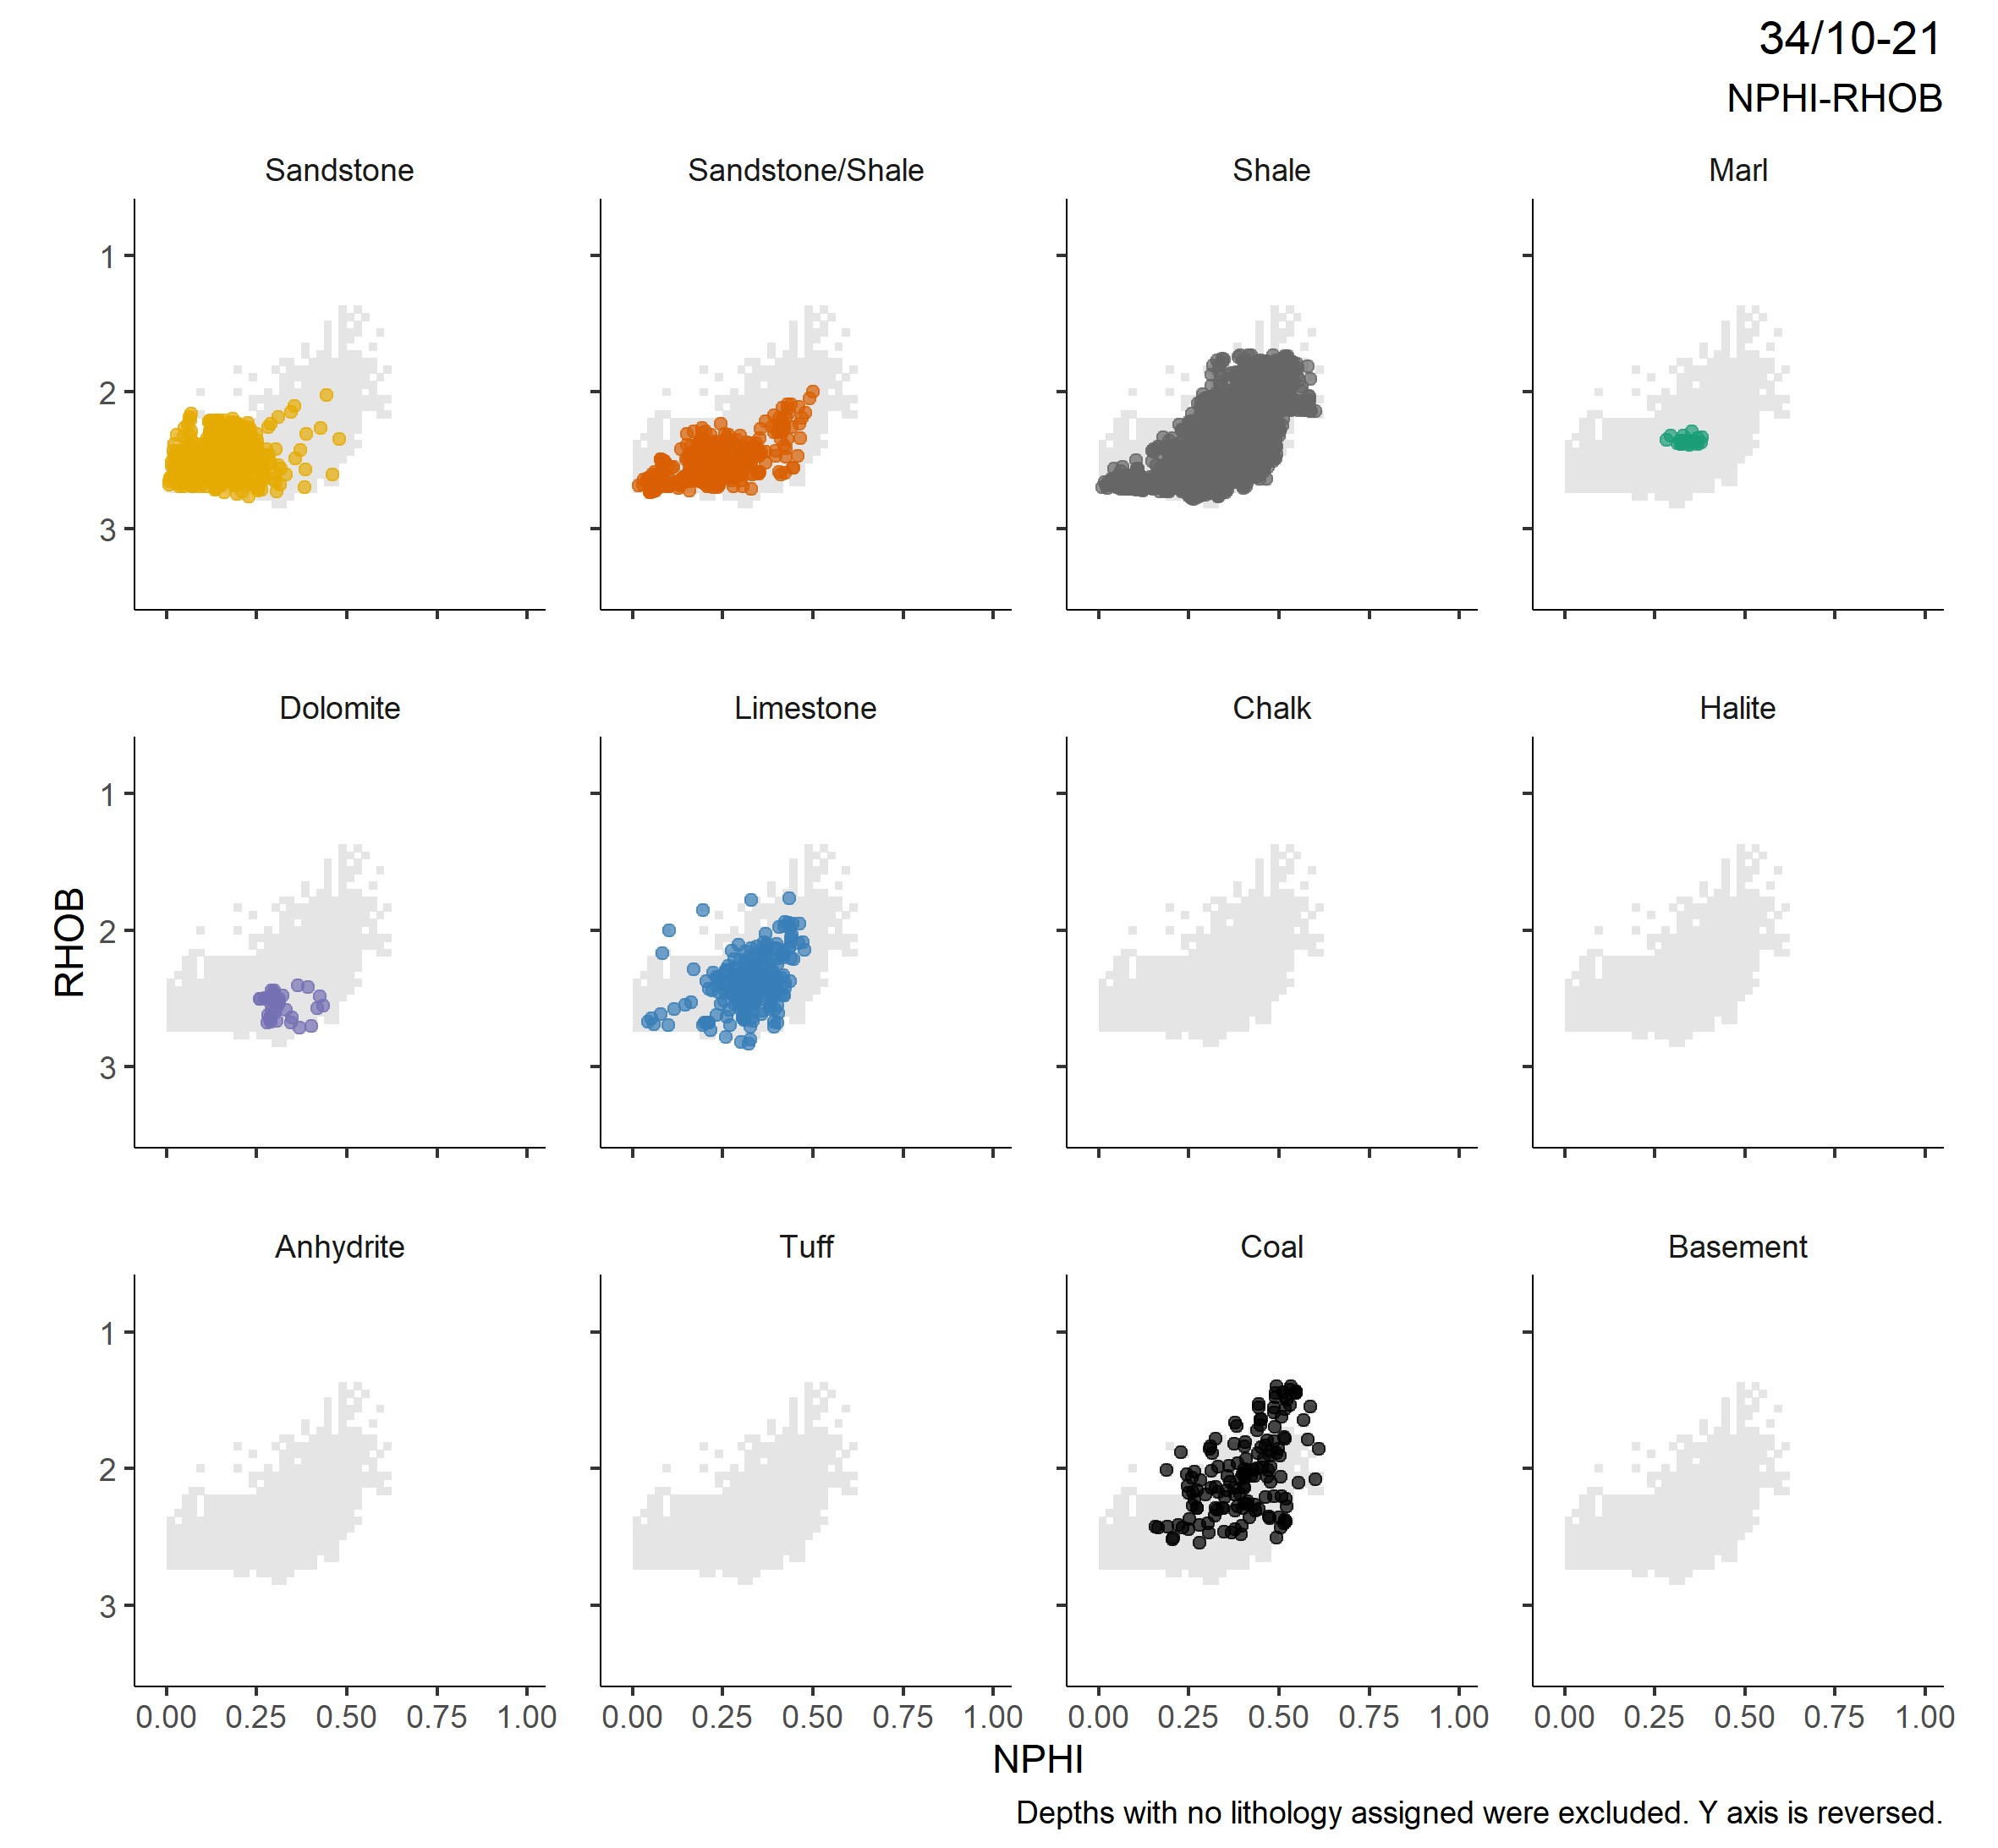 34/10-21
NPHI-RHOB
Sandstone
Sandstone/Shale
Shale
Marl
1
2
3
Dolomite
Limestone
Chalk
Halite
RHOB
1
2
3
Anhydrite
Tuff
Coal
Basement
1
2
3
0.00 0.25 0.50 0.75 1.00
0.00 0.25 0.50 0.75 1.00
0.00 0.25 0.50 0.75 1.00
0.00 0.25 0.50 0.75 1.00
NPHI
Depths with no lithology assigned were excluded. Y axis is reversed.